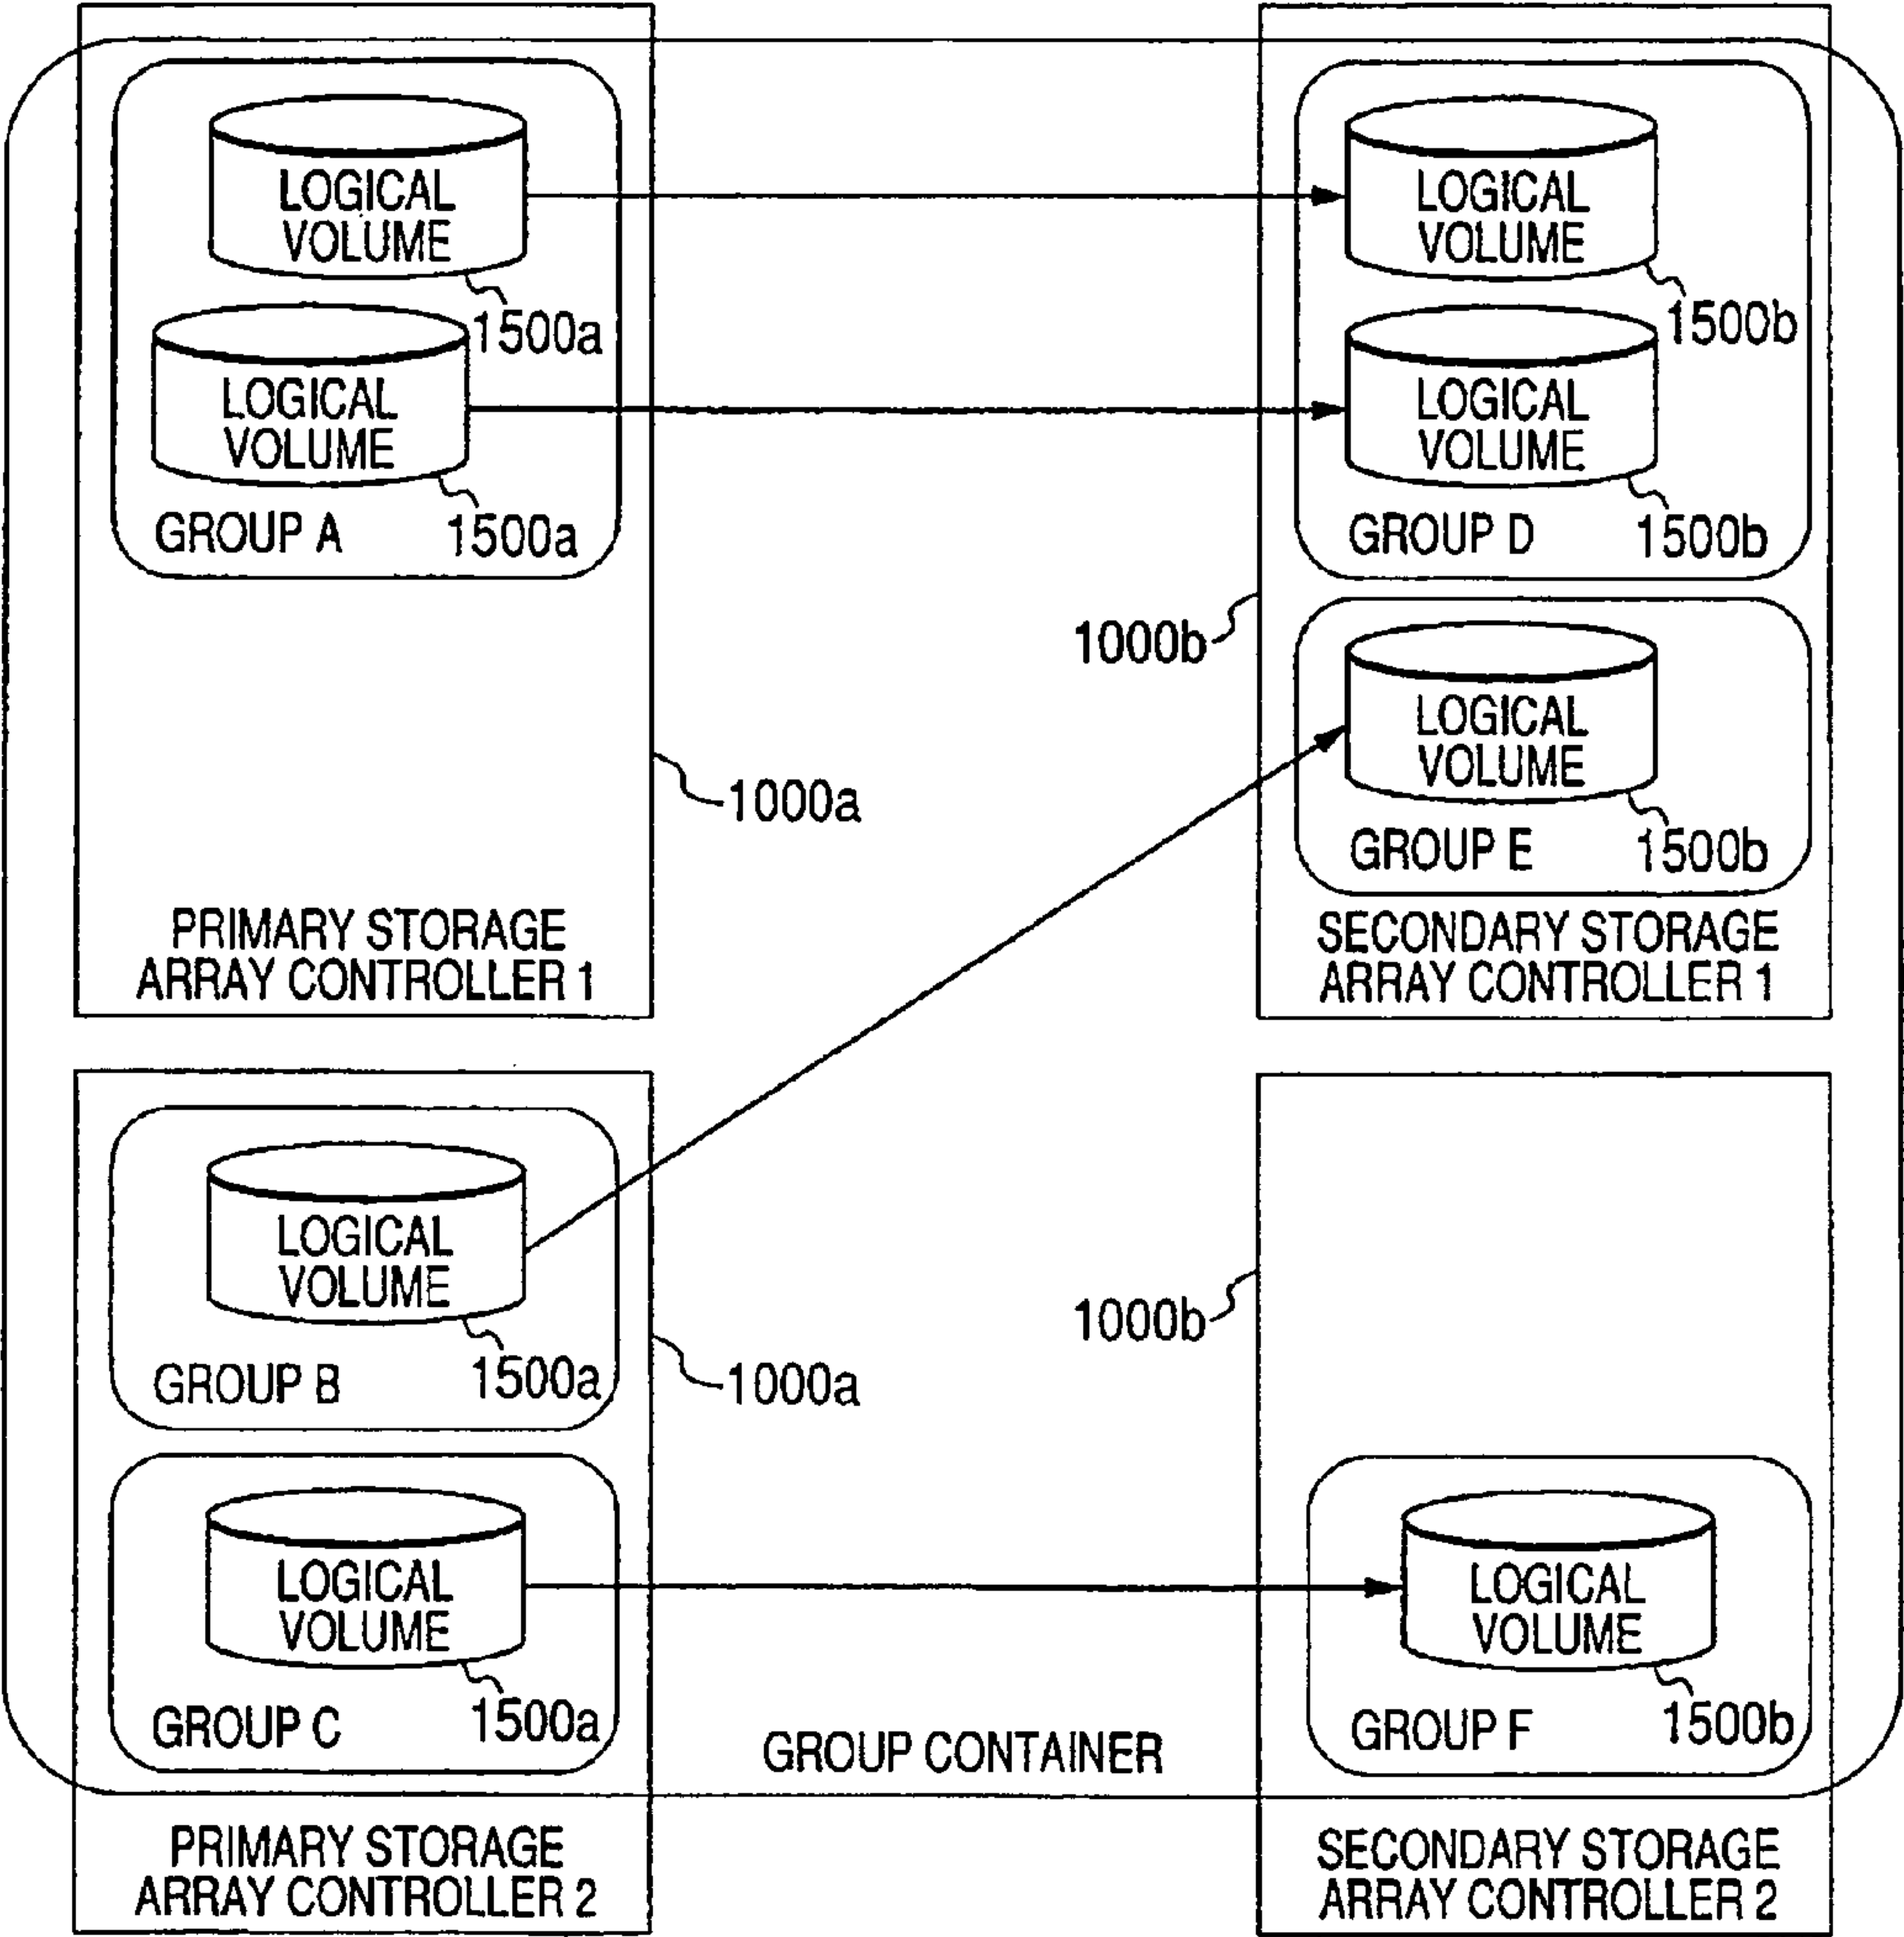 LOGICAL
VOLUME
1500a
LOGICAL
VOLUME
1500a
GROUP A
1000a
PRIMARY STORAGE
ARRAY CONTROLLER 1
LOGICAL
VOLUME
1500b
LOGICAL
VOLUME
1500b
GROUP D
1000b
LOGICAL
VOLUME
1500b
GROUP E
SECONDARY STORAGE
ARRAY CONTROLLER 1
LOGICAL
VOLUME
1500a
GROUP B
1000a
LOGICAL
VOLUME
1500a
GROUP C
PRIMARY STORAGE
ARRAY CONTROLLER 2
GROUP CONTAINER
1000b
LOGICAL
VOLUME
1500b
GROUP F
SECONDARY STORAGE
ARRAY CONTROLLER 2